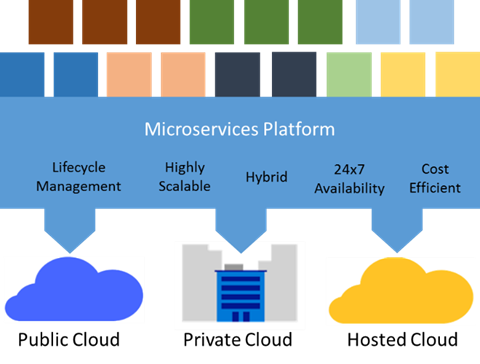 Microservices Platform
Lifecycle
Management
Highly
Scalable
Hybrid
24x7
Availability
Cost
Efficient
Public Cloud
Private Cloud
Hosted Cloud